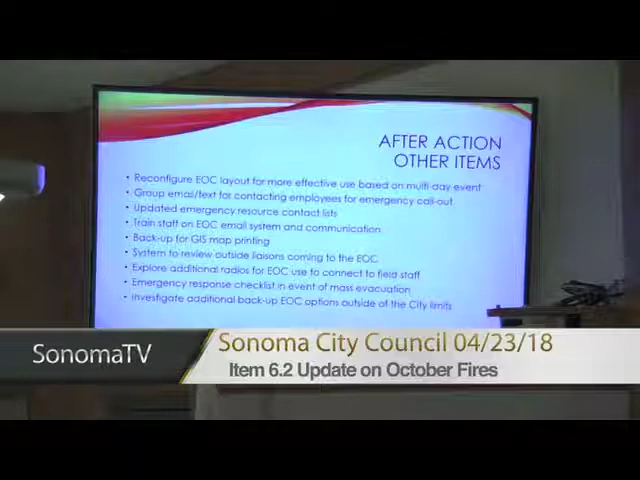 AFTER ACTION
OTHER ITEMS
• Reconfigure EOC layout for more effective use based on multi-day event
• Group email/text for contacting employees for emergency call-out
• Updated emergency resource contact lists
• Train staff on EOC email system and communication
• Back-up for GIS map printing
• System to review outside liaisons coming to the EOC
• Explore additional radios for EOC use to connect to field staff
• Emergency response checklist in event of mass evacuation
• Investigate additional back-up EOC options outside of the City limits
SonomaTV
Sonoma City Council 04/23/18
Item 6.2 Update on October Fires